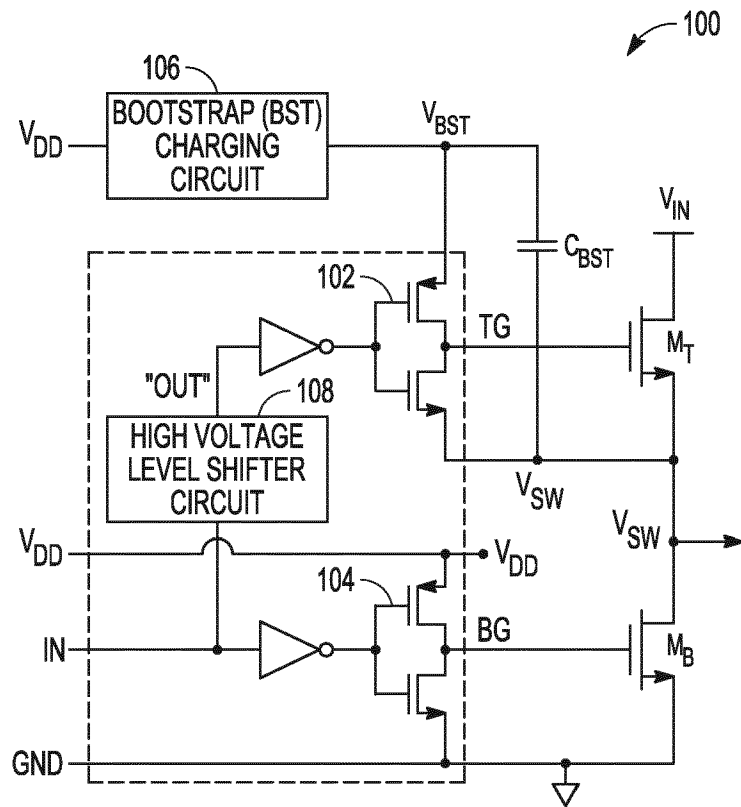 100
106
BOOTSTRAP (BST)
CHARGING
CIRCUIT
VDD
VBST
VIN
CBST
102
TG
MT
"OUT"
108
HIGH VOLTAGE
LEVEL SHIFTER
CIRCUIT
VSW
VSW
VDD
VDD
104
BG
IN
MB
GND